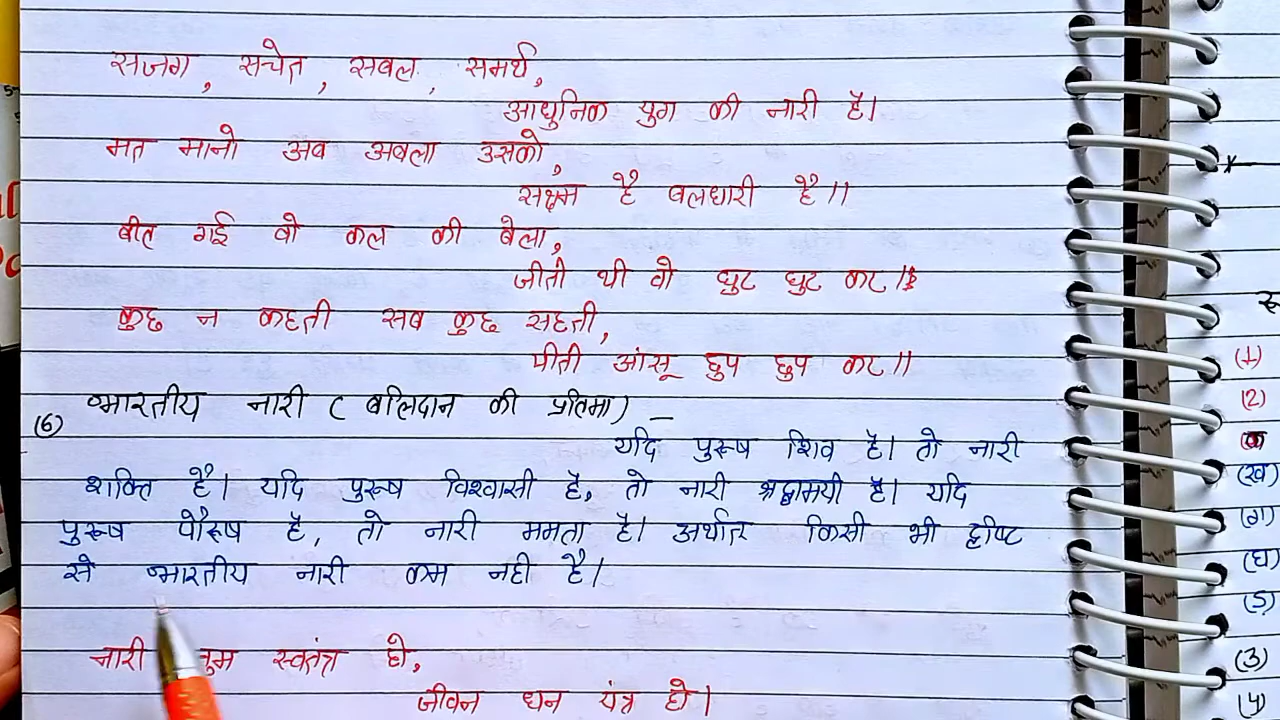 सजग, सचेत, सबल, समर्थ,
आधुनिक युग की नारी है।
मत मानो अब अबला उसको,
सक्षम है बलधारी है॥
बीत गई वो कल की बेला,
जीती थी वो घुट घुट कर॥
कुछ न कहती सब कुछ सहती,
पीती आंसू छुप छुप कर॥
(6) भारतीय नारी (बलिदान की प्रतिमा) –
यदि पुरूष शिव है। तो नारी
शक्ति है। यदि पुरूष विश्वासी है, तो नारी श्रद्धामयी है। यदि
पुरूष पौरूष है, तो नारी ममता है। अर्थात किसी भी दृष्टि
से भारतीय नारी कम नही है।
नारी तुम स्वतंत्र हो,
जीवन धन यंत्र हो।
(1)
(2)
(ख)
(ग)
(घ)
(ङ)
(3)
(4)